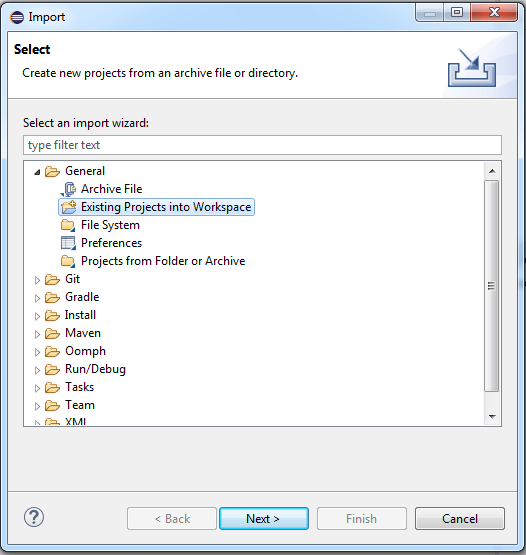 Import
Select
Create new projects from an archive file or directory.
Select an import wizard:
type filter text
General
Archive File
Existing Projects into Workspace
File System
Preferences
Projects from Folder or Archive
Git
Gradle
Install
Maven
Oomph
Run/Debug
Tasks
Team
XML
?
< Back Next > Finish Cancel